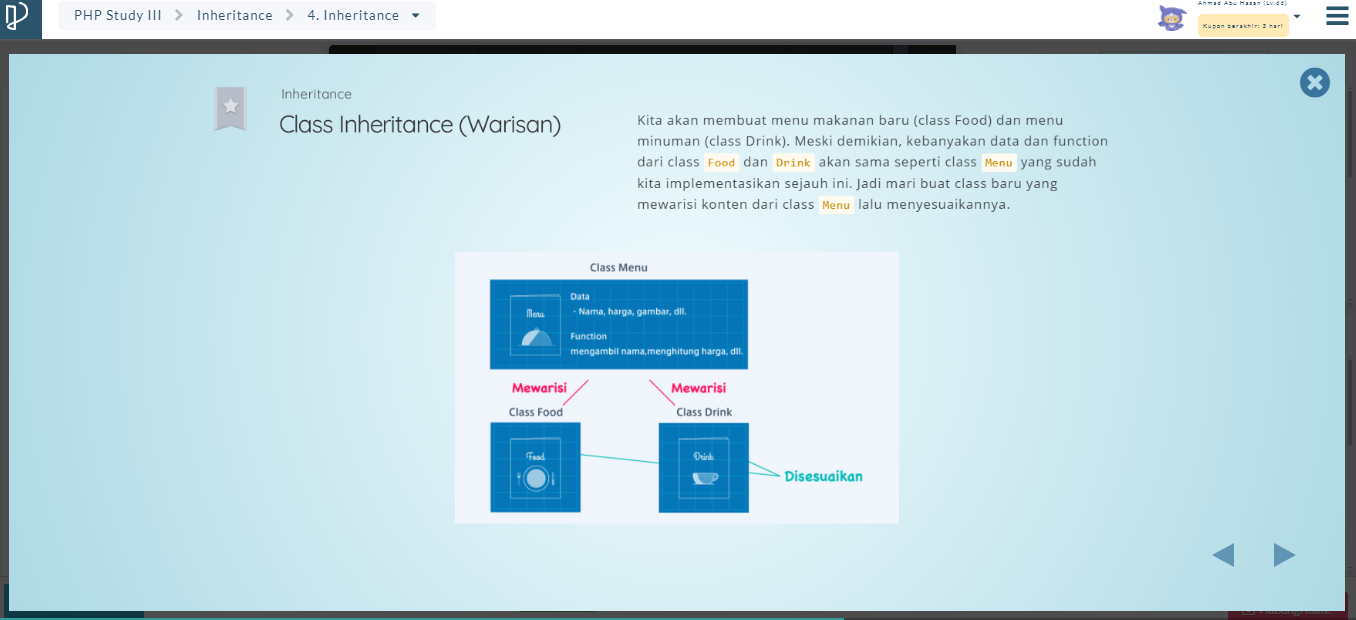 PHP Study III
Inheritance
4. Inheritance
Ahmad Abu Hasan (Lv.66)
Kupon berakhir: 3 hari
Inheritance
Class Inheritance (Warisan)
Kita akan membuat menu makanan baru (class Food) dan menu
minuman (class Drink). Meski demikian, kebanyakan data dan function
dari class Food dan Drink akan sama seperti class Menu yang sudah
kita implementasikan sejauh ini. Jadi mari buat class baru yang
mewarisi konten dari class Menu lalu menyesuaikannya.
Class Menu
Menu
Data
・Nama, harga, gambar, dll.
Function
mengambil nama,menghitung harga, dll.
Mewarisi
Mewarisi
Class Food
Class Drink
Food
Drink
Disesuaikan